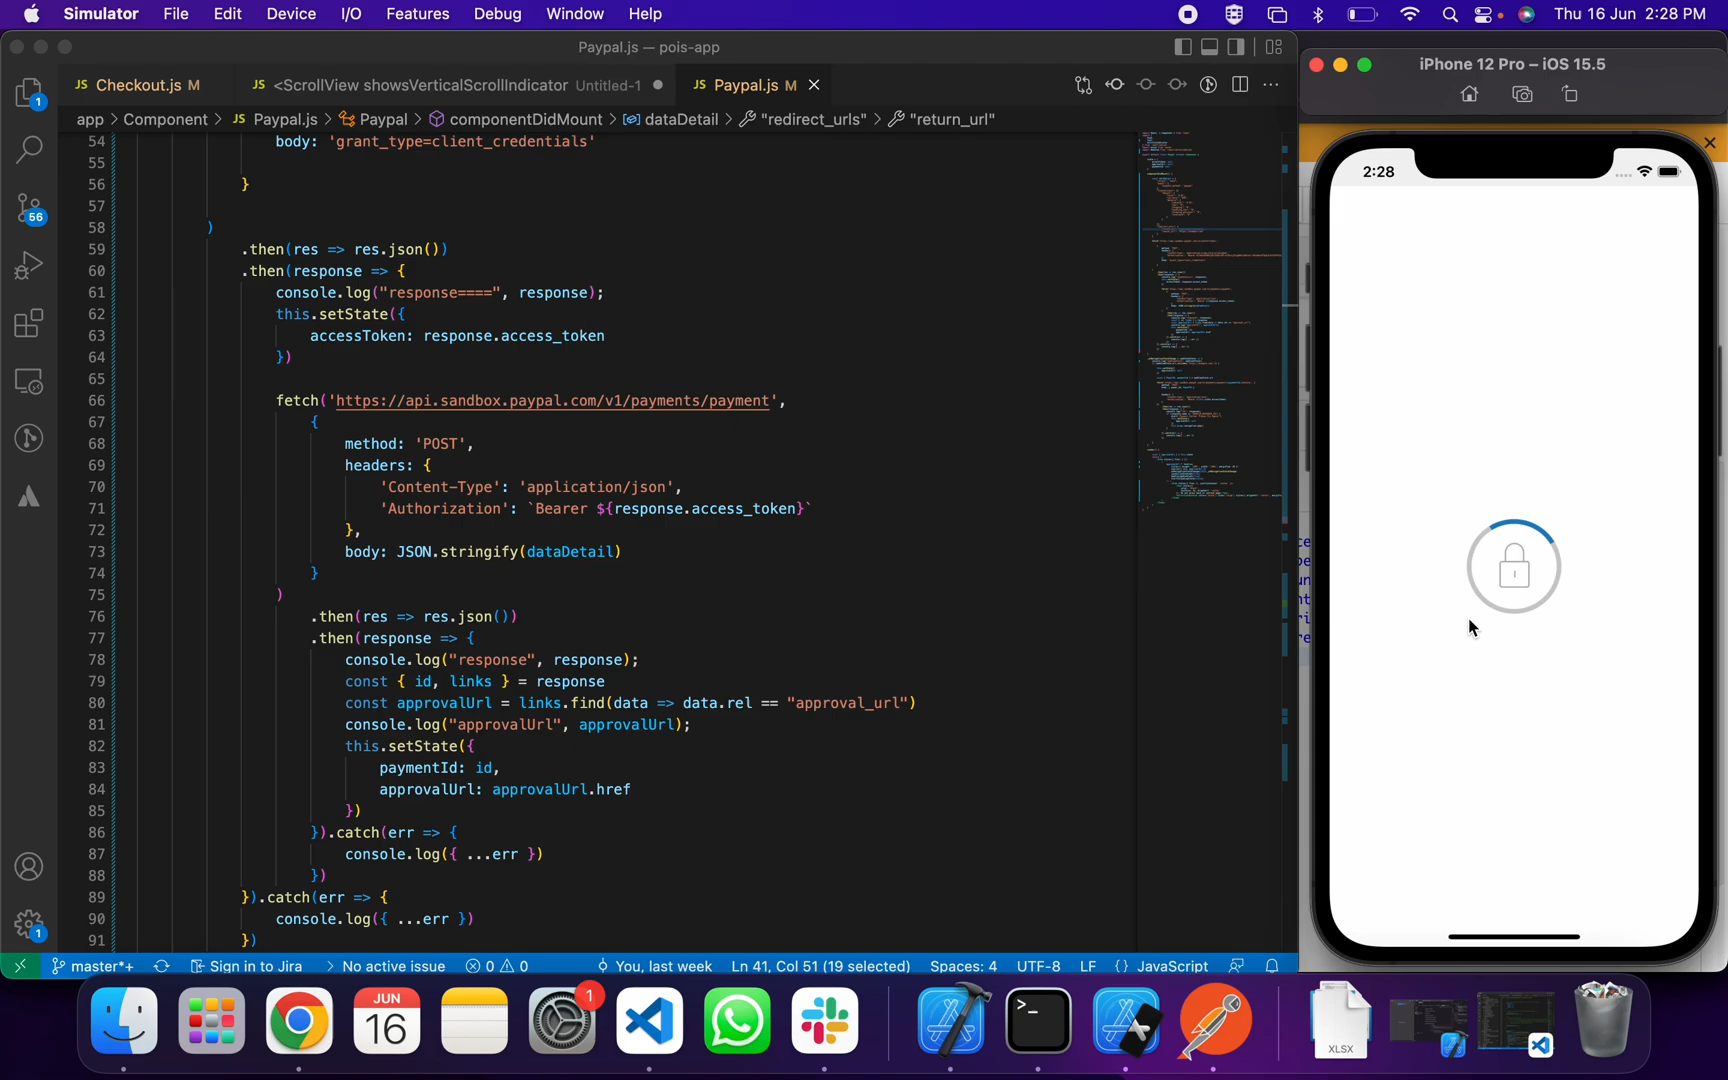 Simulator File Edit Device I/O Features Debug Window Help Thu 16 Jun 2:28 PM
Paypal.js — pois-app
JS Checkout.js M JS <ScrollView showsVerticalScrollIndicator Untitled-1 JS Paypal.js M
app > Component > JS Paypal.js > Paypal > componentDidMount > dataDetail > "redirect_urls" > "return_url"
54 body: 'grant_type=client_credentials'
55
56 }
57
58 )
59 .then(res => res.json())
60 .then(response => {
61 console.log("response====", response);
62 this.setState({
63 accessToken: response.access_token
64 })
65
66 fetch('https://api.sandbox.paypal.com/v1/payments/payment',
67 {
68 method: 'POST',
69 headers: {
70 'Content-Type': 'application/json',
71 'Authorization': `Bearer ${response.access_token}`
72 },
73 body: JSON.stringify(dataDetail)
74 }
75 )
76 .then(res => res.json())
77 .then(response => {
78 console.log("response", response);
79 const { id, links } = response
80 const approvalUrl = links.find(data => data.rel == "approval_url")
81 console.log("approvalUrl", approvalUrl);
82 this.setState({
83 paymentId: id,
84 approvalUrl: approvalUrl.href
85 })
86 }).catch(err => {
87 console.log({ ...err })
88 })
89 }).catch(err => {
90 console.log({ ...err })
91 })
1
56
1
master*+ Sign in to Jira No active issue 0 0 You, last week Ln 41, Col 51 (19 selected) Spaces: 4 UTF-8 LF {} JavaScript
iPhone 12 Pro – iOS 15.5
2:28
JUN
16
1
XLSX